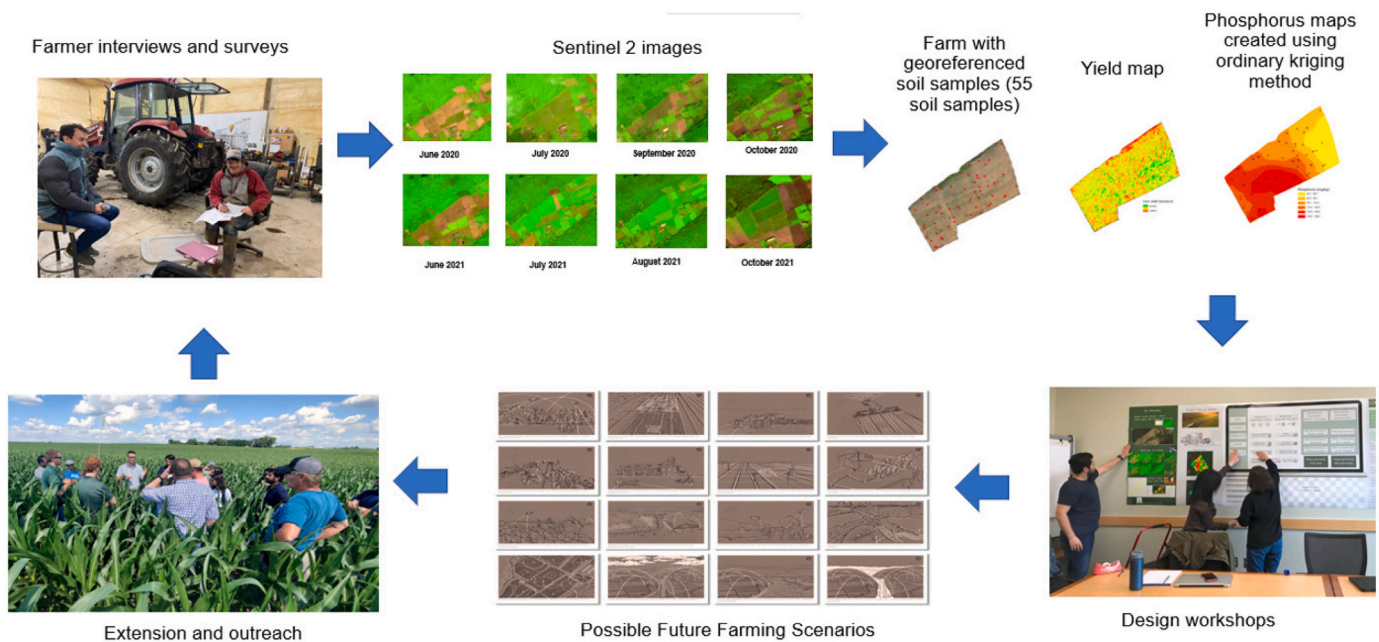 Farmer interviews and surveys
Sentinel 2 images
Farm with
georeferenced
soil samples (55
soil samples)
Yield map
Phosphorus maps
created using
ordinary kriging
method
June 2020
July 2020
September 2020
October 2020
June 2021
July 2021
August 2021
October 2021
Extension and outreach
Possible Future Farming Scenarios
Design workshops